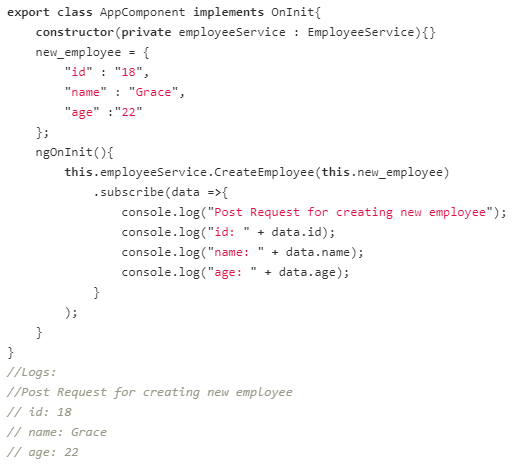 export class AppComponent implements OnInit{
    constructor(private employeeService : EmployeeService){}
    new_employee = {
        "id" : "18",
        "name" : "Grace",
        "age" :"22"
    };
    ngOnInit(){
        this.employeeService.CreateEmployee(this.new_employee)
            .subscribe(data =>{
                console.log("Post Request for creating new employee");
                console.log("id: " + data.id);
                console.log("name: " + data.name);
                console.log("age: " + data.age);
            }
        );
    }
}
//Logs:
//Post Request for creating new employee
// id: 18
// name: Grace
// age: 22